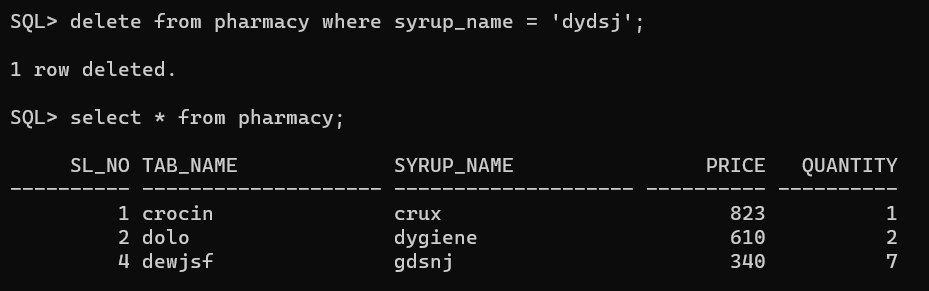 SQL> delete from pharmacy where syrup_name = 'dydsj';
1 row deleted.
SQL> select * from pharmacy;
     SL_NO TAB_NAME             SYRUP_NAME                PRICE   QUANTITY
---------- -------------------- -------------------- ---------- ----------
         1 crocin               crux                        823          1
         2 dolo                 dygiene                     610          2
         4 dewjsf               gdsnj                       340          7